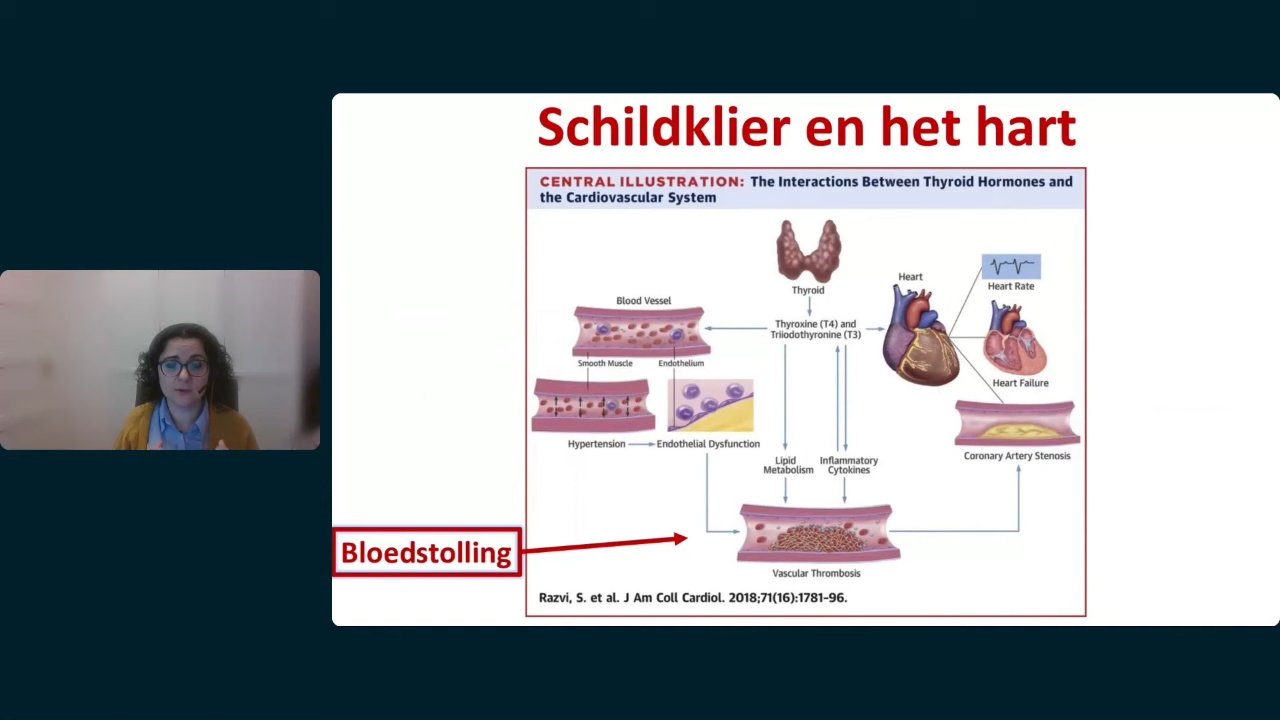 Schildklier en het hart
CENTRAL ILLUSTRATION: The Interactions Between Thyroid Hormones and
the Cardiovascular System
Thyroid
Heart
Heart Rate
Blood Vessel
Thyroxine (T4) and
Triiodothyronine (T3)
Smooth Muscle
Endothelium
Heart Failure
Hypertension
Endothelial Dysfunction
Lipid
Metabolism
Inflammatory
Cytokines
Coronary Artery Stenosis
Bloedstolling
Vascular Thrombosis
Razvi, S. et al. J Am Coll Cardiol. 2018;71(16):1781-96.